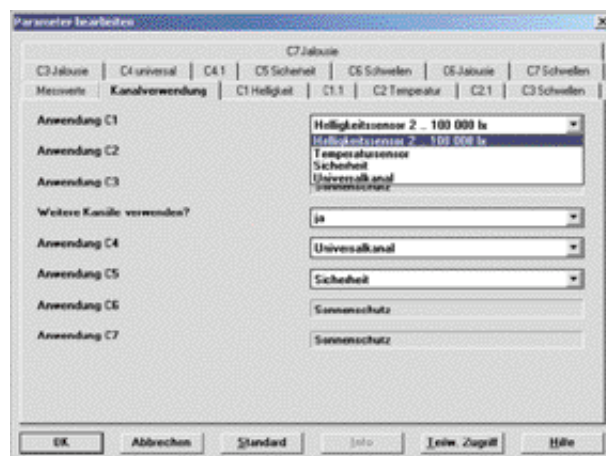 Parameter bearbeiten
C7 Jalousie
C3 Jalousie C4 universal C4.1 C5 Sicherheit C6 Schwellen C6 Jalousie C7 Schwellen
Messwerte Kanalverwendung C1 Helligkeit C1.1 C2 Temperatur C2.1 C3 Schwellen
Anwendung C1 Helligkeitssensor 2 .. 100 000 lx
Helligkeitssensor 2 .. 100 000 lx
Anwendung C2 Temperatursensor
Sicherheit
Anwendung C3 Universalkanal
Sonnenschutz
Weitere Kanäle verwenden? ja
Anwendung C4 Universalkanal
Anwendung C5 Sicherheit
Anwendung C6 Sonnenschutz
Anwendung C7 Sonnenschutz
OK Abbrechen Standard Info Teilw. Zugriff Hilfe